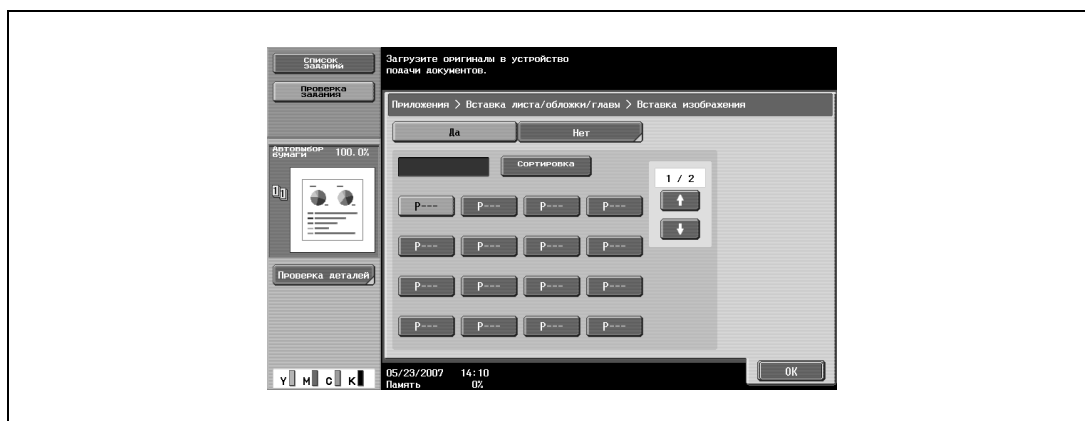 Список
заданий
Проверка
задания
Автовыбор
бумаги 100.0%
Проверка деталей
Y M C K
Загрузите оригиналы в устройство
подачи документов.
Приложения > Вставка листа/обложки/главы > Вставка изображения
Да Нет
Сортировка
1 / 2
P--- P--- P--- P---
P--- P--- P--- P---
P--- P--- P--- P---
P--- P--- P--- P---
05/23/2007 14:10
Память 0%
OK